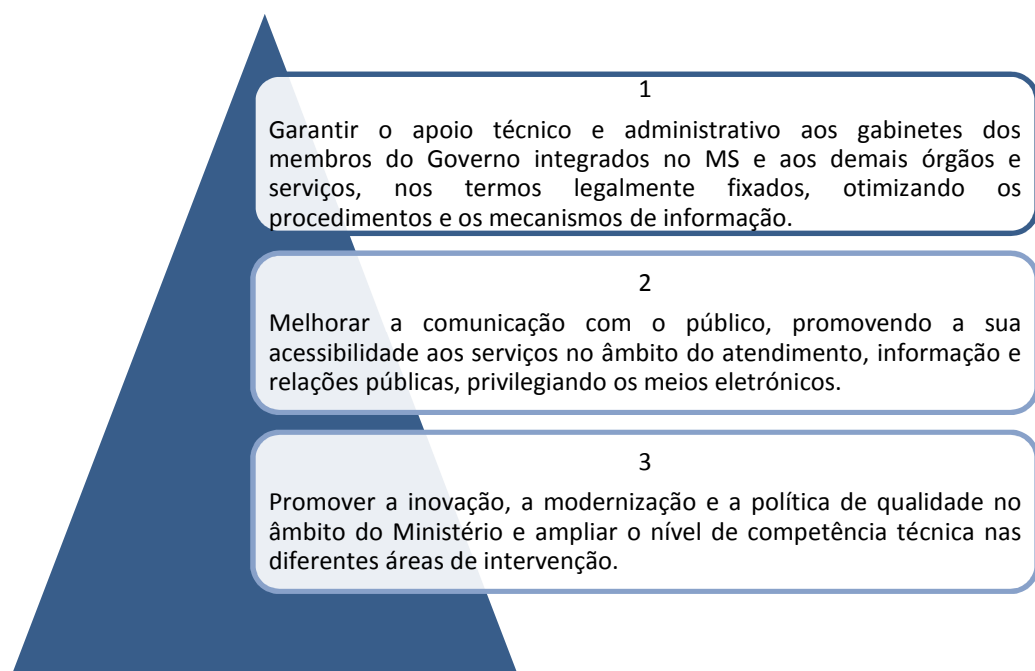 1
Garantir o apoio técnico e administrativo aos gabinetes dos
membros do Governo integrados no MS e aos demais órgãos e
serviços, nos termos legalmente fixados, otimizando os
procedimentos e os mecanismos de informação.
2
Melhorar a comunicação com o público, promovendo a sua
acessibilidade aos serviços no âmbito do atendimento, informação e
relações públicas, privilegiando os meios eletrónicos.
3
Promover a inovação, a modernização e a política de qualidade no
âmbito do Ministério e ampliar o nível de competência técnica nas
diferentes áreas de intervenção.